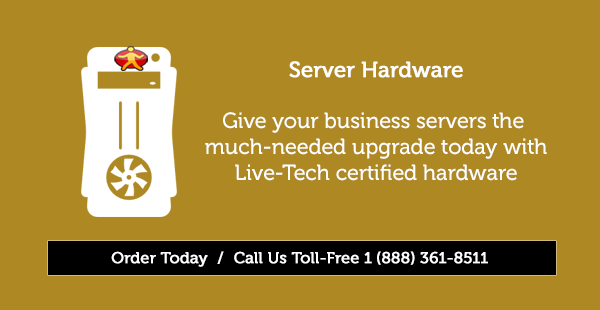 Server Hardware
Give your business servers the
much-needed upgrade today with
Live-Tech certified hardware
Order Today / Call Us Toll-Free 1 (888) 361-8511